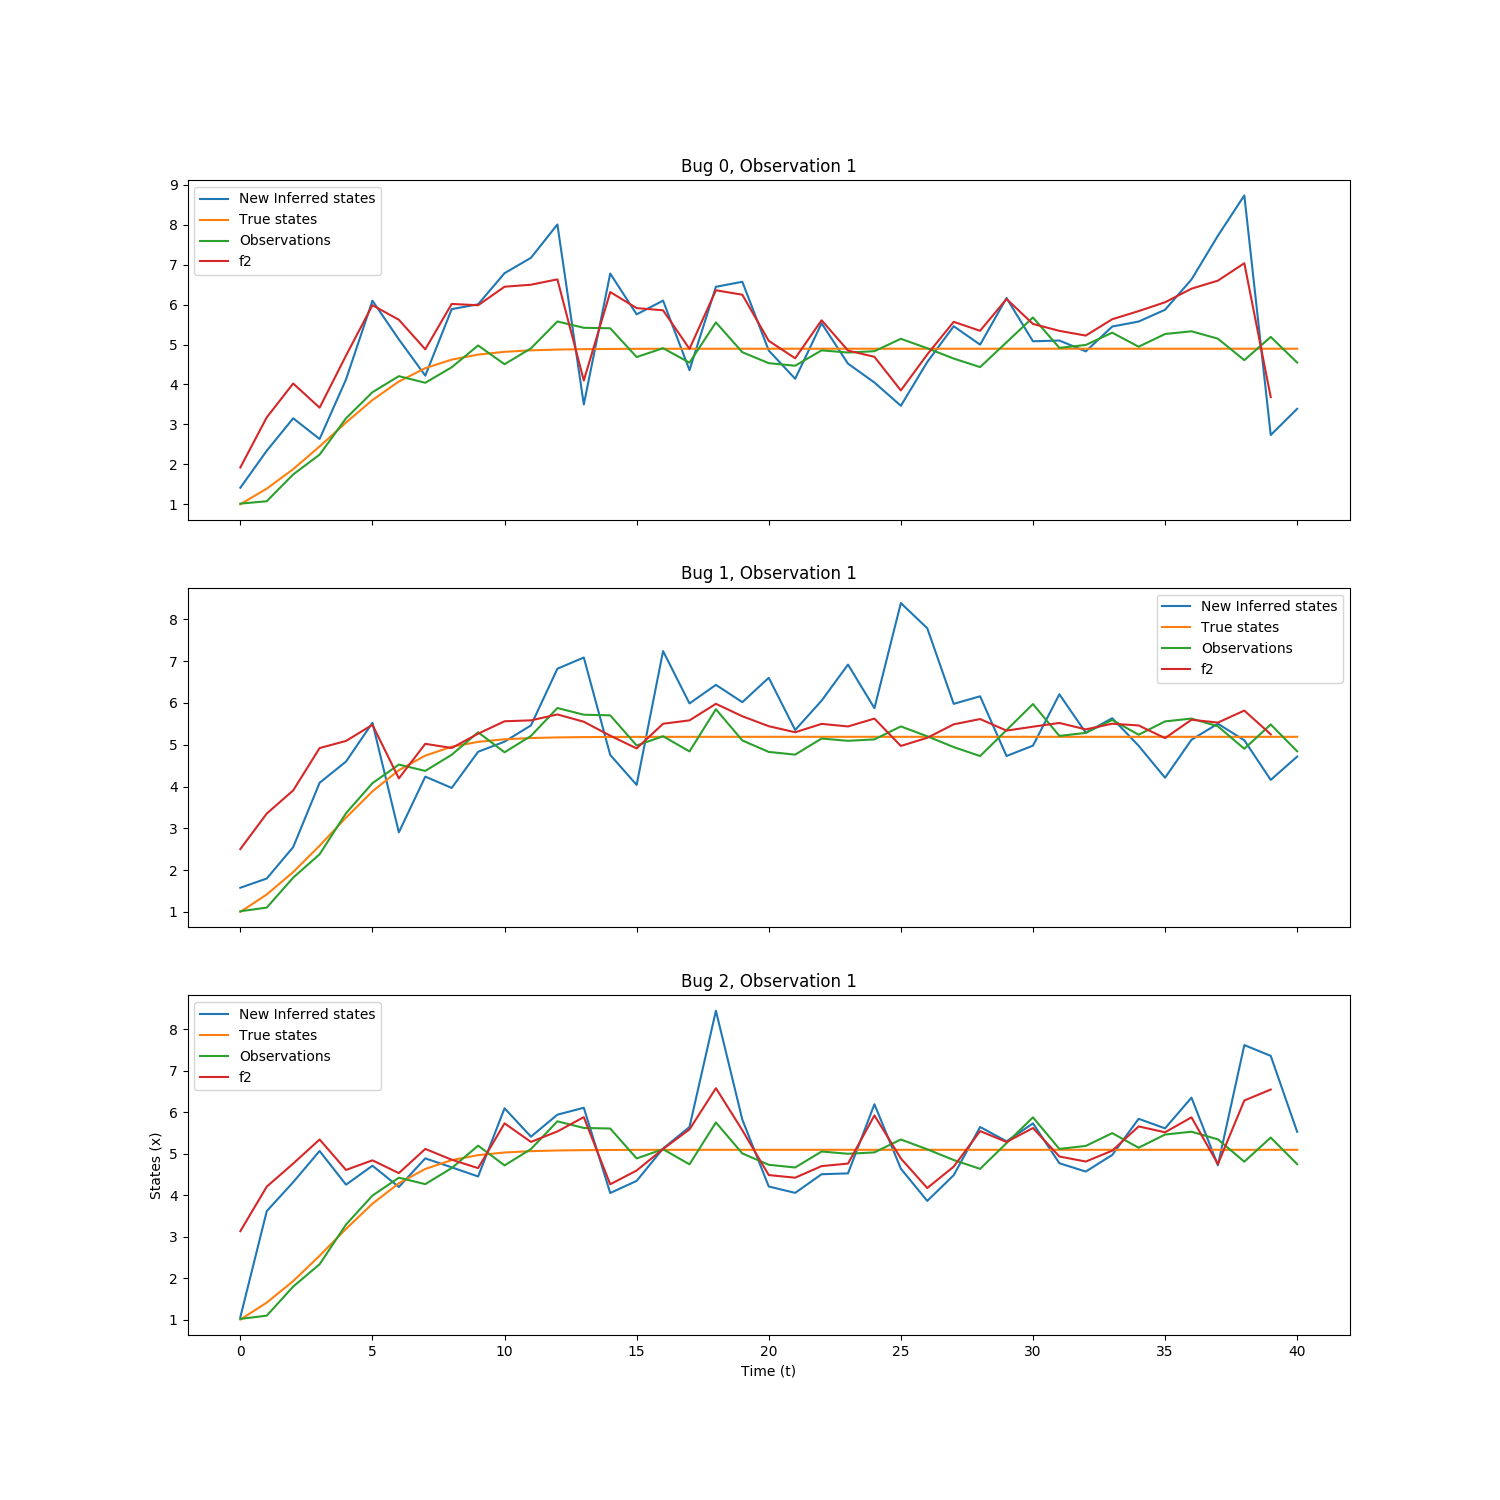 Bug 0, Observation 1
9
8
7
6
5
4
3
2
1
New Inferred states
True states
Observations
f2
Bug 1, Observation 1
8
7
6
5
4
3
2
1
New Inferred states
True states
Observations
f2
Bug 2, Observation 1
8
7
6
5
4
3
2
1
States (x)
New Inferred states
True states
Observations
f2
0 5 10 15 20 25 30 35 40
Time (t)